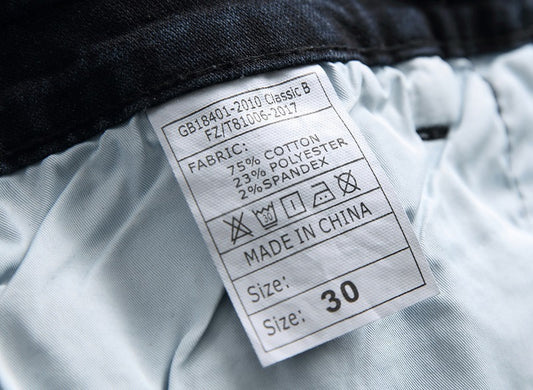 GB18401-2010 Classic B
FZ/T81006-2017
FABRIC:
75% COTTON
23% POLYESTER
2%SPANDEX
30
MADE IN CHINA
Size:
Size: 30